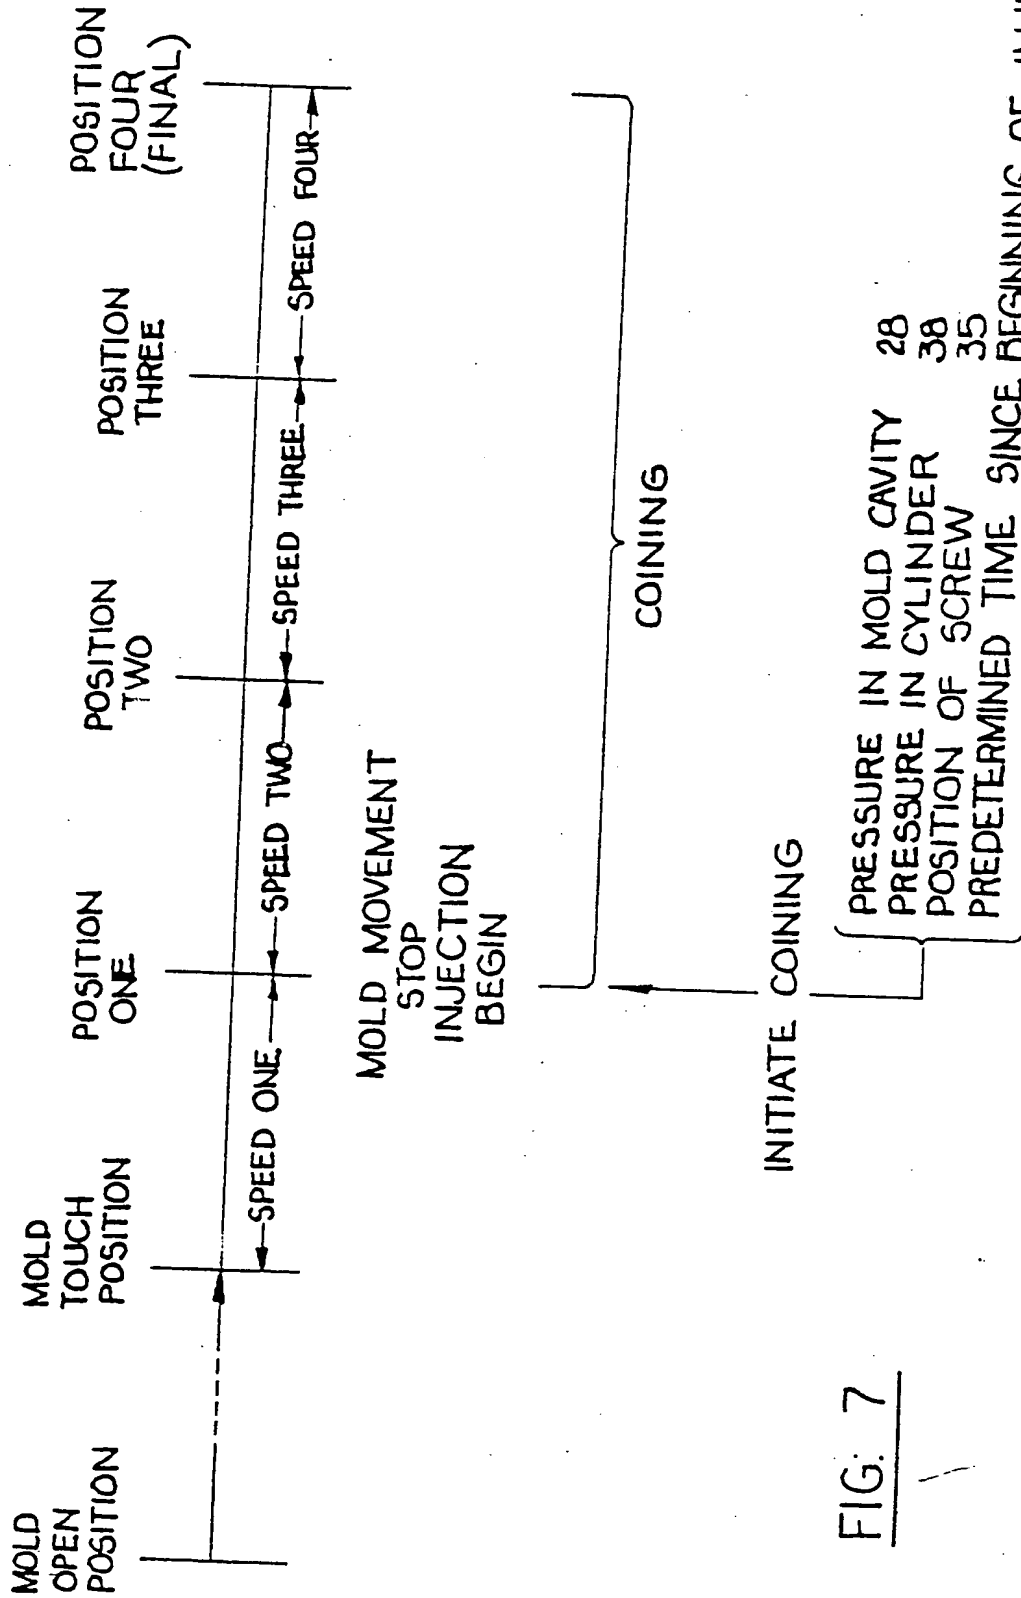 MOLD
OPEN
POSITION
MOLD
TOUCH
POSITION
POSITION
ONE
POSITION
TWO
POSITION
THREE
POSITION
FOUR
(FINAL)
SPEED ONE
SPEED TWO
SPEED THREE
SPEED FOUR
MOLD MOVEMENT
STOP
INJECTION
BEGIN
COINING
INITIATE COINING
PRESSURE IN MOLD CAVITY 28
PRESSURE IN CYLINDER 38
POSITION OF SCREW 35
PREDETERMINED TIME SINCE BEGINNING OF
FIG. 7